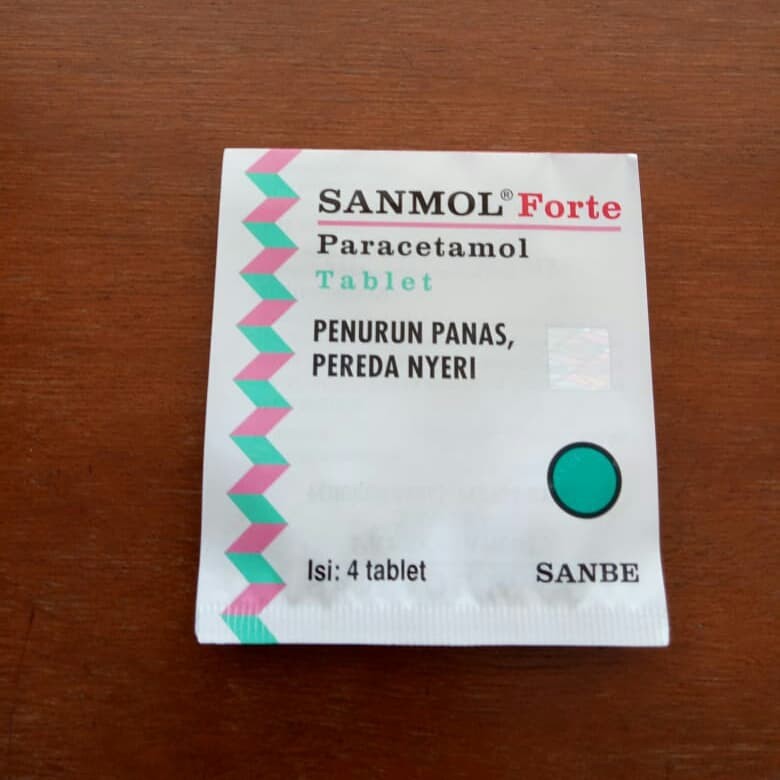 SANMOL® Forte
Paracetamol
Tablet
PENURUN PANAS,
PEREDA NYERI
Isi: 4 tablet
SANBE